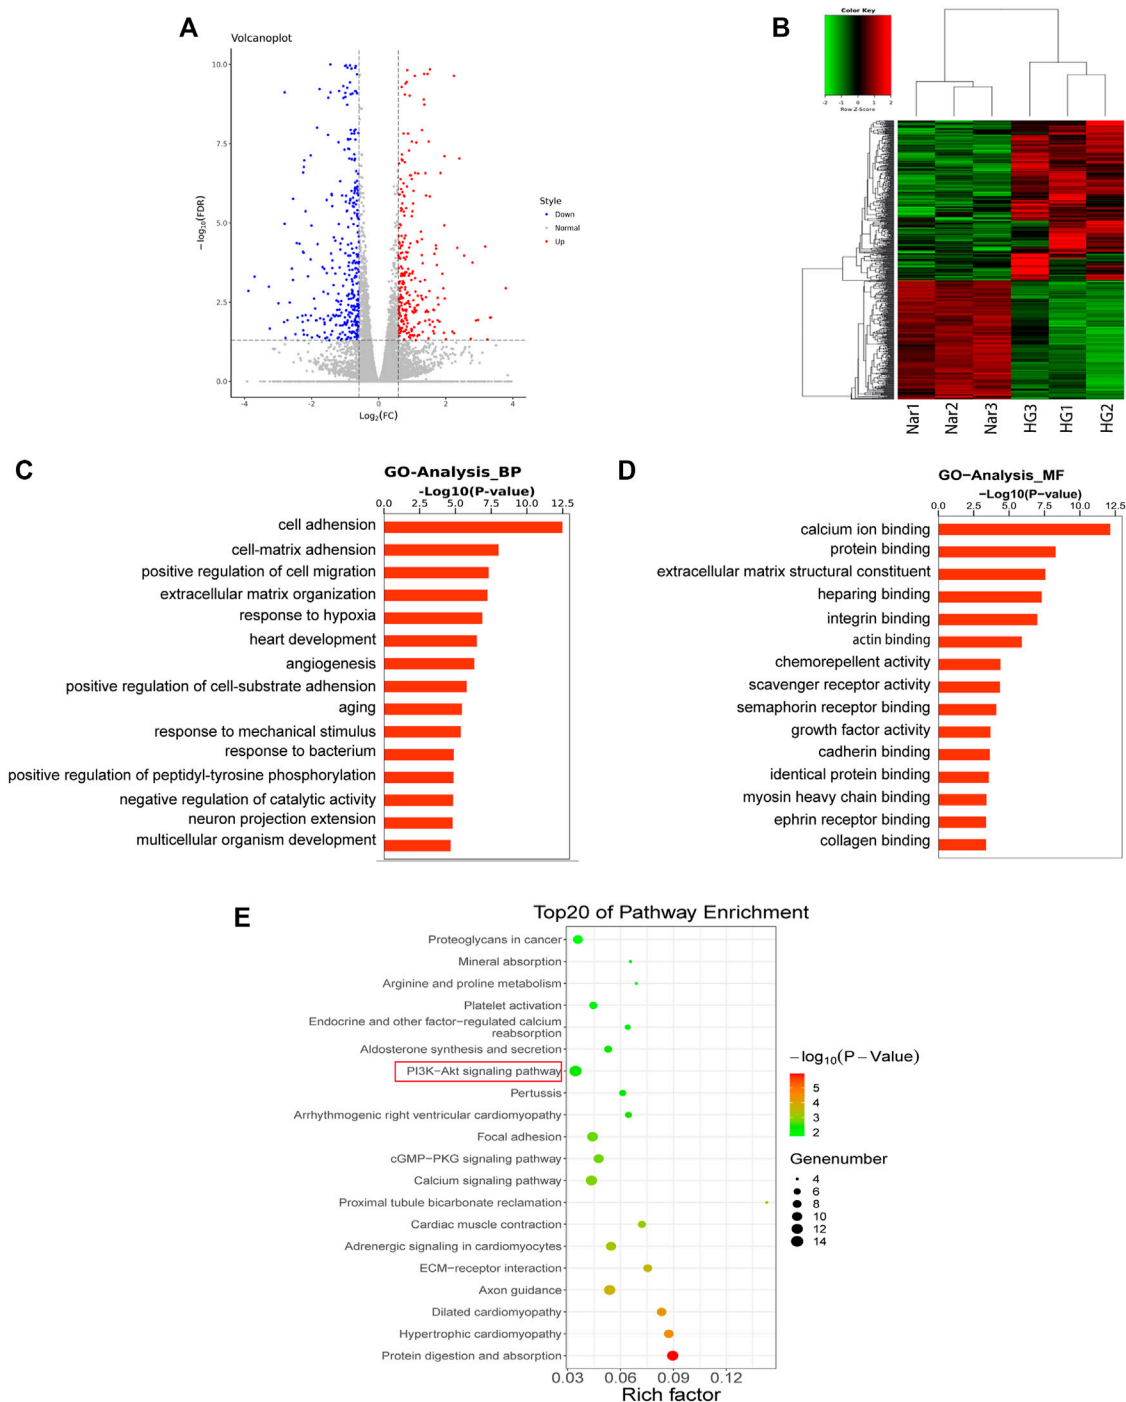 A
Volcanoplot
10.0
7.5
5.0
2.5
0.0
−log10(FDR)
-4
-2
0
2
4
Log2(FC)
Style
Down
Normal
Up
B
Color Key
-2 -1 0 1 2
Row Z-Score
Nar1
Nar2
Nar3
HG3
HG1
HG2
C
GO-Analysis_BP
-Log10(P-value)
0.0 2.5 5.0 7.5 10.0 12.5
cell adhension
cell-matrix adhension
positive regulation of cell migration
extracellular matrix organization
response to hypoxia
heart development
angiogenesis
positive regulation of cell-substrate adhension
aging
response to mechanical stimulus
response to bacterium
positive regulation of peptidyl-tyrosine phosphorylation
negative regulation of catalytic activity
neuron projection extension
multicellular organism development
D
GO−Analysis_MF
−Log10(P−value)
0.0 2.5 5.0 7.5 10.0 12.5
calcium ion binding
protein binding
extracellular matrix structural constituent
heparing binding
integrin binding
actin binding
chemorepellent activity
scavenger receptor activity
semaphorin receptor binding
growth factor activity
cadherin binding
identical protein binding
myosin heavy chain binding
ephrin receptor binding
collagen binding
E
Top20 of Pathway Enrichment
Proteoglycans in cancer
Mineral absorption
Arginine and proline metabolism
Platelet activation
Endocrine and other factor−regulated calcium
reabsorption
Aldosterone synthesis and secretion
PI3K−Akt signaling pathway
Pertussis
Arrhythmogenic right ventricular cardiomyopathy
Focal adhesion
cGMP−PKG signaling pathway
Calcium signaling pathway
Proximal tubule bicarbonate reclamation
Cardiac muscle contraction
Adrenergic signaling in cardiomyocytes
ECM−receptor interaction
Axon guidance
Dilated cardiomyopathy
Hypertrophic cardiomyopathy
Protein digestion and absorption
0.03 0.06 0.09 0.12
Rich factor
−log10(P−Value)
5
4
3
2
Genenumber
4
6
8
10
12
14